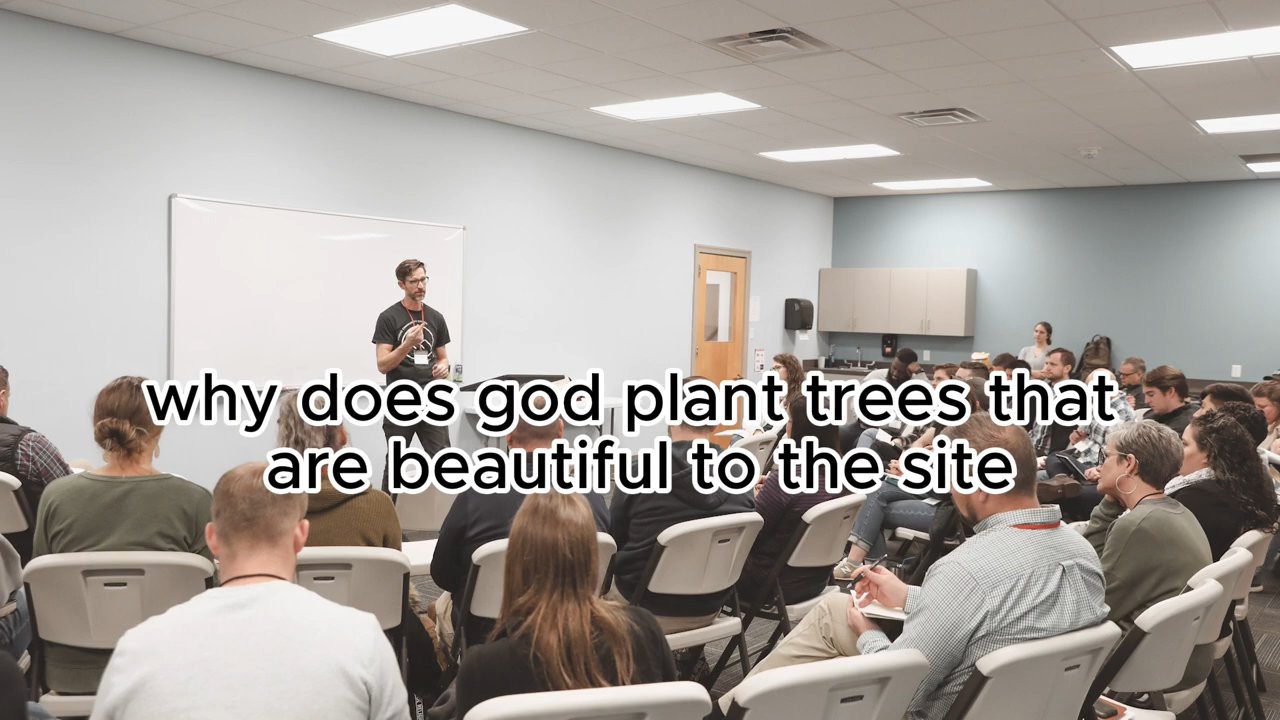 why does god plant trees that
are beautiful to the site